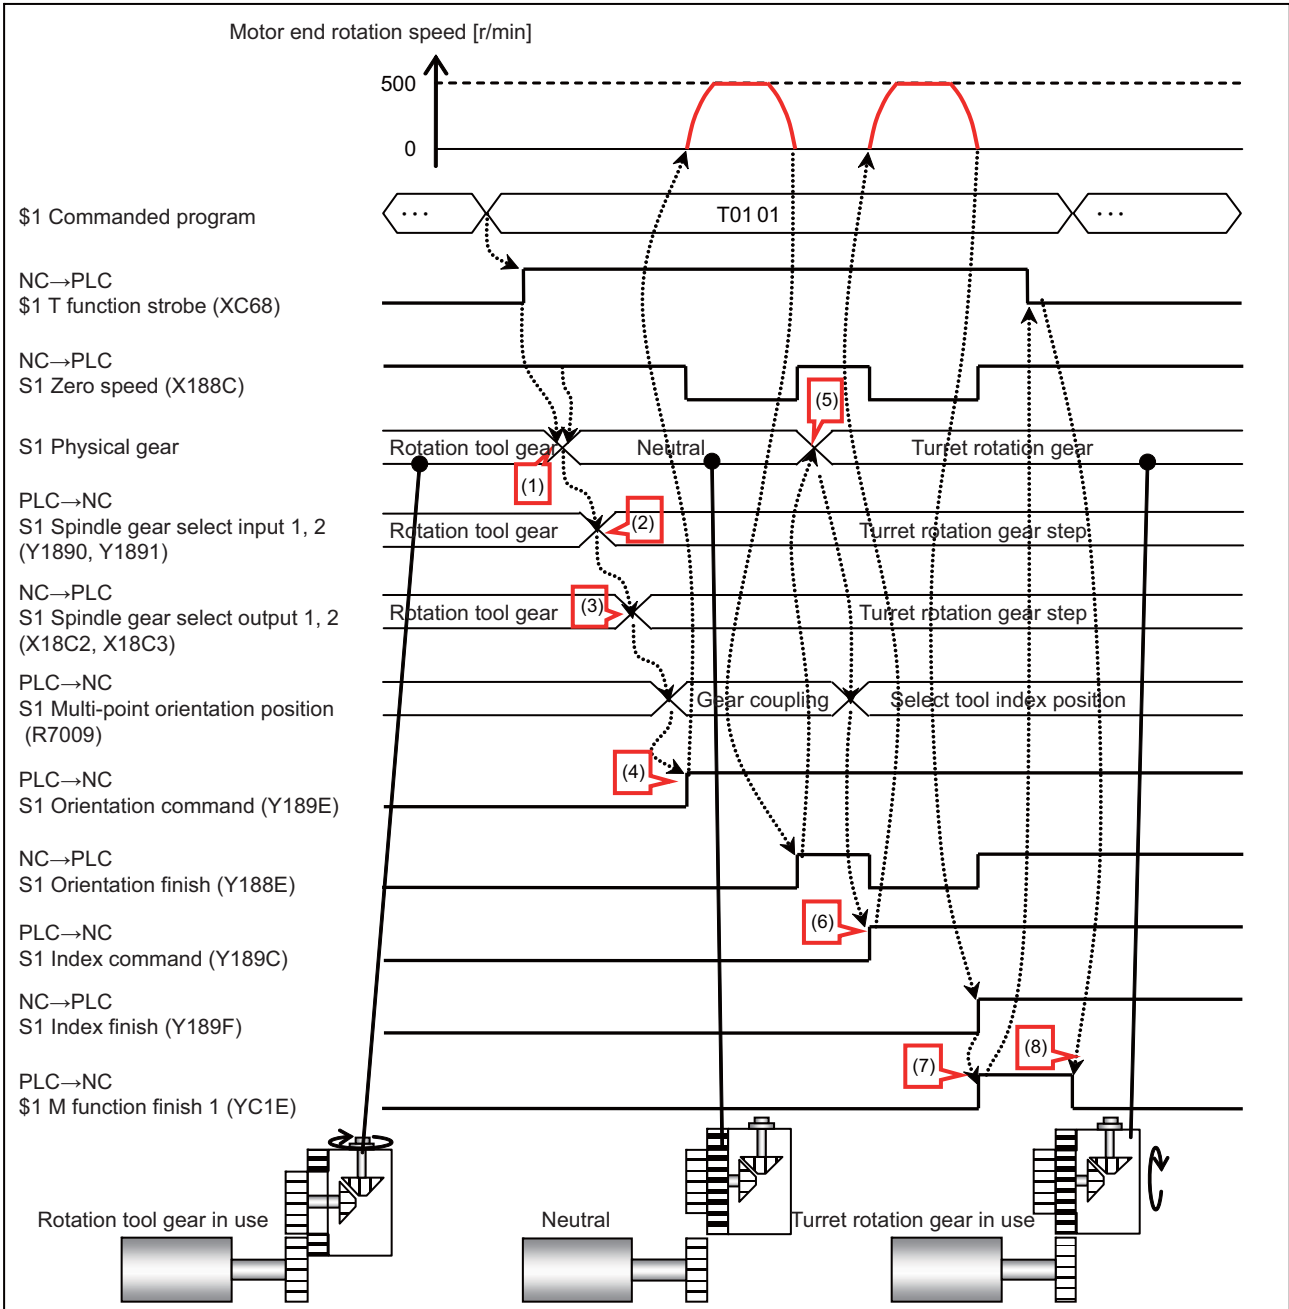 Motor end rotation speed [r/min]
500
0
$1 Commanded program
···
T01 01
···
NC→PLC
$1 T function strobe (XC68)
NC→PLC
S1 Zero speed (X188C)
(5)
S1 Physical gear
Rotation tool gear
Neutral
Turret rotation gear
(1)
PLC→NC
S1 Spindle gear select input 1, 2
(Y1890, Y1891)
Rotation tool gear
(2)
Turret rotation gear step
NC→PLC
S1 Spindle gear select output 1, 2
(X18C2, X18C3)
Rotation tool gear
(3)
Turret rotation gear step
PLC→NC
S1 Multi-point orientation position
(R7009)
Gear coupling
Select tool index position
PLC→NC
S1 Orientation command (Y189E)
(4)
NC→PLC
S1 Orientation finish (Y188E)
PLC→NC
S1 Index command (Y189C)
(6)
NC→PLC
S1 Index finish (Y189F)
PLC→NC
$1 M function finish 1 (YC1E)
(7)
(8)
Rotation tool gear in use
Neutral
Turret rotation gear in use